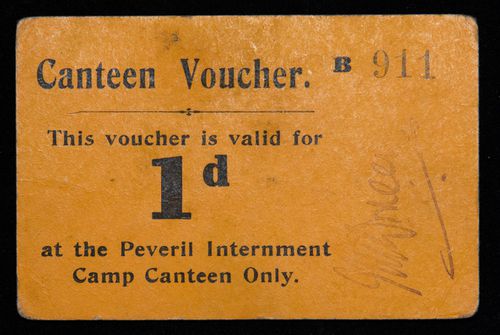 Canteen Voucher. B 911
This voucher is valid for
1d
at the Peveril Internment
Camp Canteen Only.